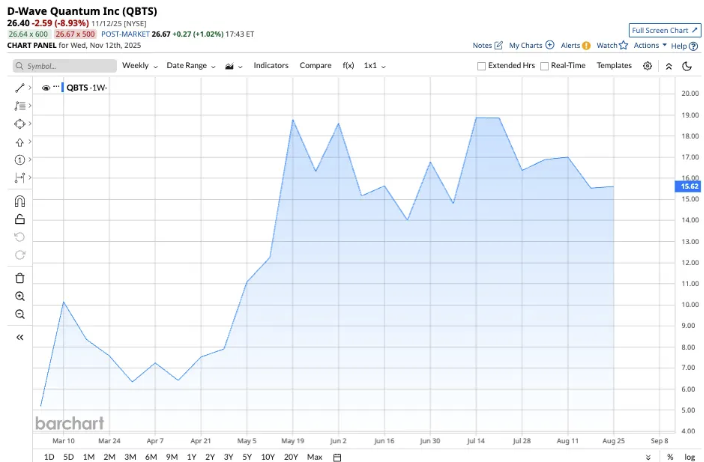 D-Wave Quantum Inc (QBTS)
26.40 -2.59 (-8.93%) 11/12/25 [NYSE]
26.64 x 600 26.67 x 500 POST-MARKET 26.67 +0.27 (+1.02%) 17:43 ET
Full Screen Chart
CHART PANEL for Wed, Nov 12th, 2025
Notes My Charts Alerts Watch Actions Help
Symbol... Weekly Date Range Indicators Compare f(x) 1x1 Extended Hrs Real-Time Templates
QBTS ·1W·
20.00
19.00
18.00
17.00
16.00
15.62
15.00
14.00
13.00
12.00
11.00
10.00
9.00
8.00
7.00
6.00
5.00
4.00
barchart
Mar 10 Mar 24 Apr 7 Apr 21 May 5 May 19 Jun 2 Jun 16 Jun 30 Jul 14 Jul 28 Aug 11 Aug 25 Sep 8
1D 5D 1M 2M 3M 6M 9M 1Y 2Y 3Y 5Y 10Y 20Y Max % log